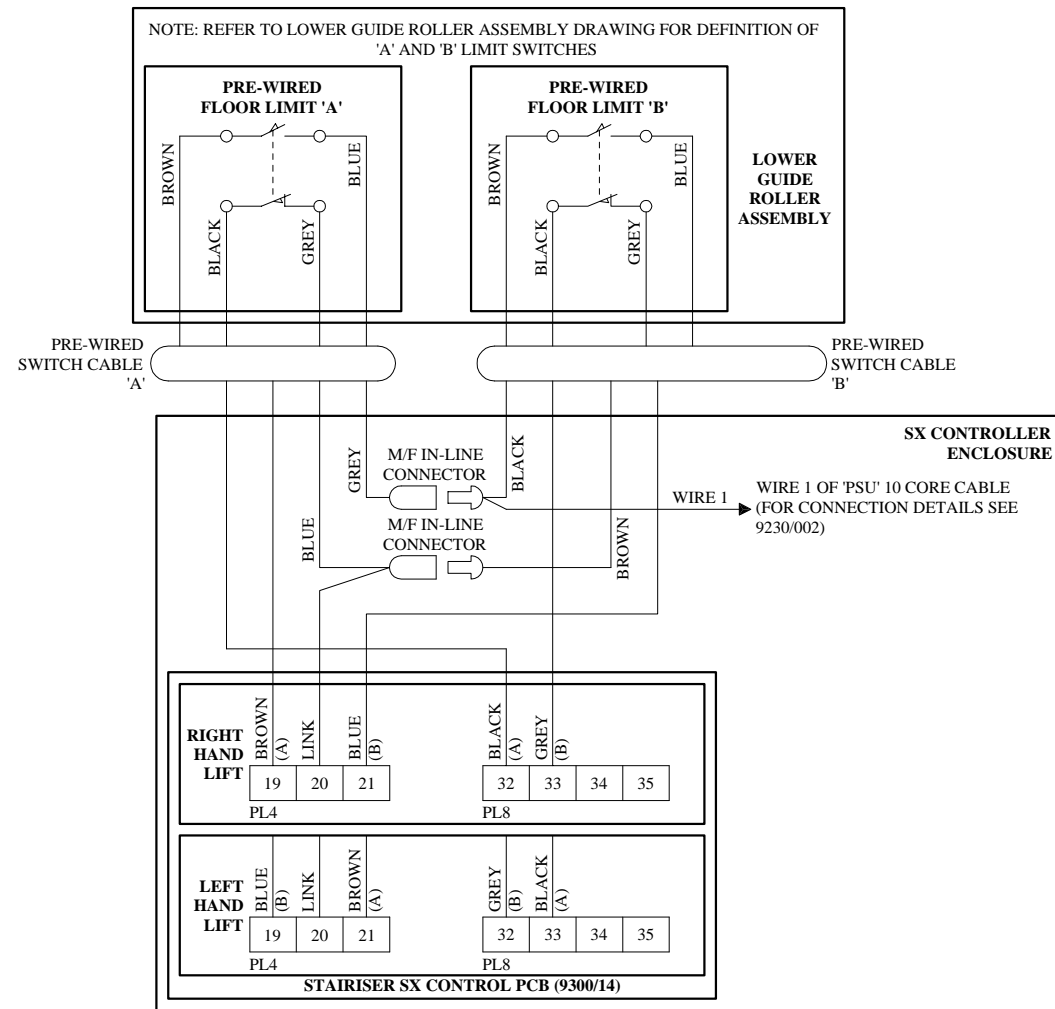 NOTE: REFER TO LOWER GUIDE ROLLER ASSEMBLY DRAWING FOR DEFINITION OF
'A' AND 'B' LIMIT SWITCHES
PRE-WIRED
FLOOR LIMIT 'A'
BROWN
BLUE
BLACK
GREY
PRE-WIRED
FLOOR LIMIT 'B'
BROWN
BLUE
BLACK
GREY
LOWER
GUIDE
ROLLER
ASSEMBLY
PRE-WIRED
SWITCH CABLE
'A'
PRE-WIRED
SWITCH CABLE
'B'
SX CONTROLLER
ENCLOSURE
GREY
M/F IN-LINE
CONNECTOR
BLACK
WIRE 1
WIRE 1 OF 'PSU' 10 CORE CABLE
(FOR CONNECTION DETAILS SEE
9230/002)
BLUE
M/F IN-LINE
CONNECTOR
BROWN
RIGHT
HAND
LIFT
BROWN
(A)
LINK
BLUE
(B)
BLACK
(A)
GREY
(B)
19 20 21
32 33 34 35
PL4
PL8
LEFT
HAND
LIFT
BLUE
(B)
LINK
BROWN
(A)
GREY
(B)
BLACK
(A)
19 20 21
32 33 34 35
PL4
PL8
STAIRISER SX CONTROL PCB (9300/14)